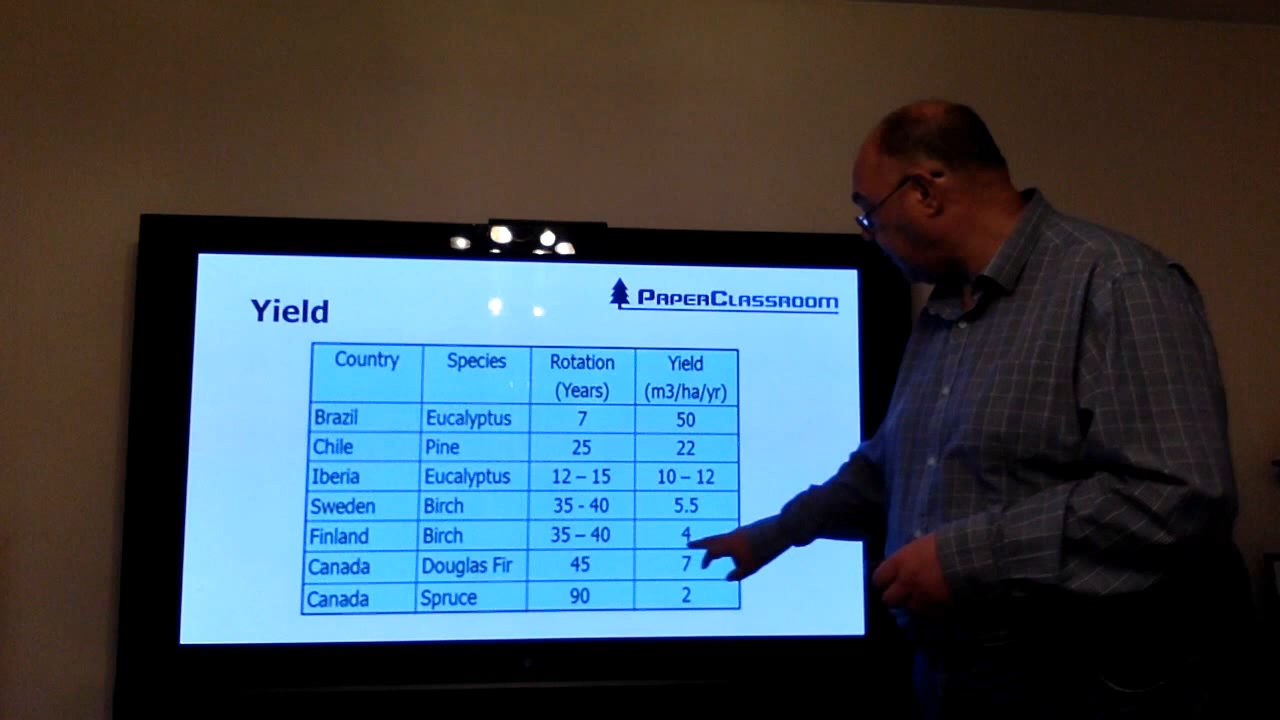 Yield
PAPERCLASSROOM
Country Species Rotation Yield
(Years) (m3/ha/yr)
Brazil Eucalyptus 7 50
Chile Pine 25 22
Iberia Eucalyptus 12 – 15 10 – 12
Sweden Birch 35 - 40 5.5
Finland Birch 35 – 40 4
Canada Douglas Fir 45 7
Canada Spruce 90 2